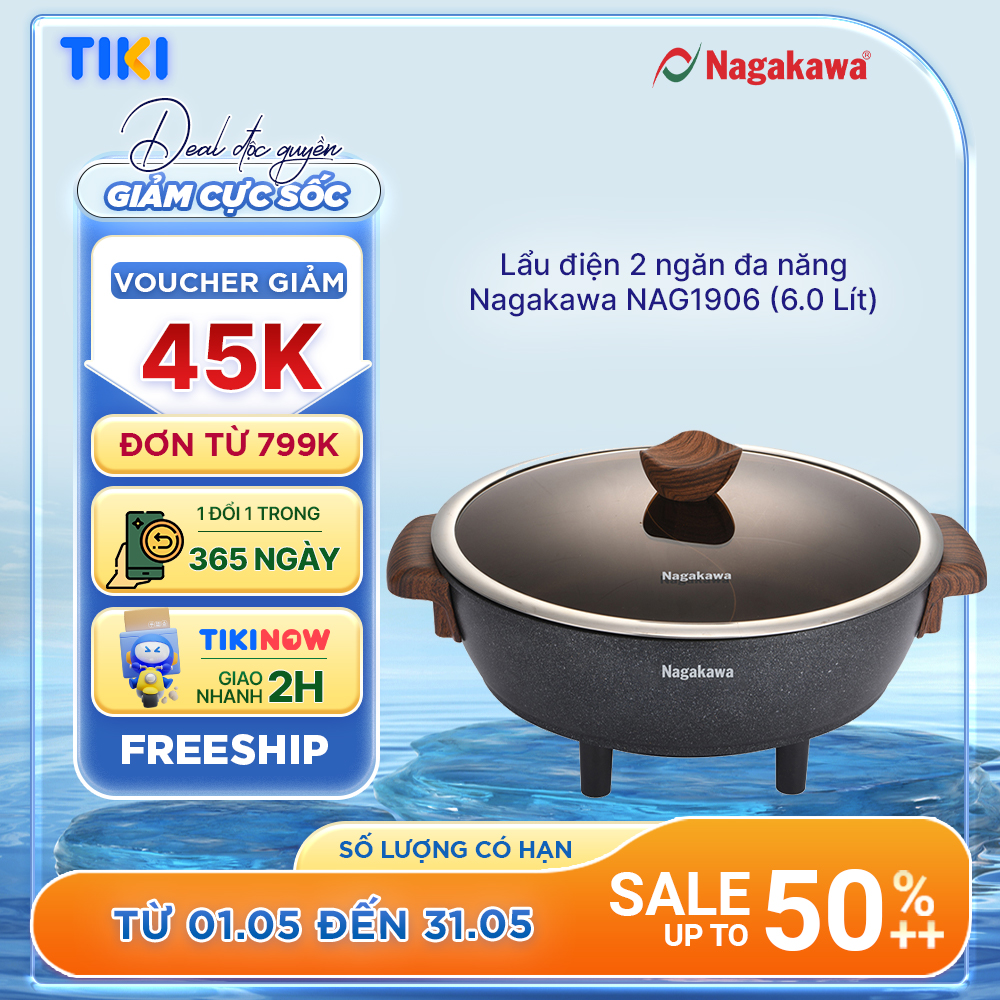 TIKI
Nagakawa®
Deal độc quyền
GIẢM CỰC SỐC
VOUCHER GIẢM
45K
ĐƠN TỪ 799K
1 ĐỔI 1 TRONG
365 NGÀY
TIKINOW
GIAO
NHANH 2H
FREESHIP
Lẩu điện 2 ngăn đa năng
Nagakawa NAG1906 (6.0 Lít)
Nagakawa
Nagakawa
SỐ LƯỢNG CÓ HẠN
TỪ 01.05 ĐẾN 31.05
SALE
UP TO 50%
++